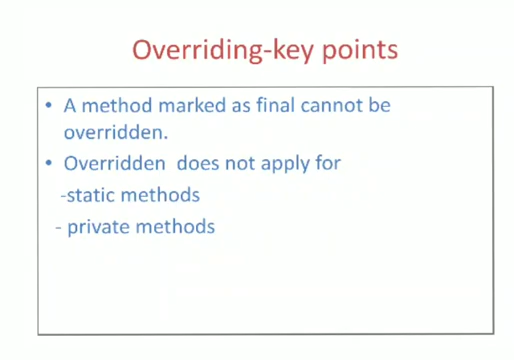 Overriding-key points
• A method marked as final cannot be
overridden.
• Overridden does not apply for
-static methods
- private methods